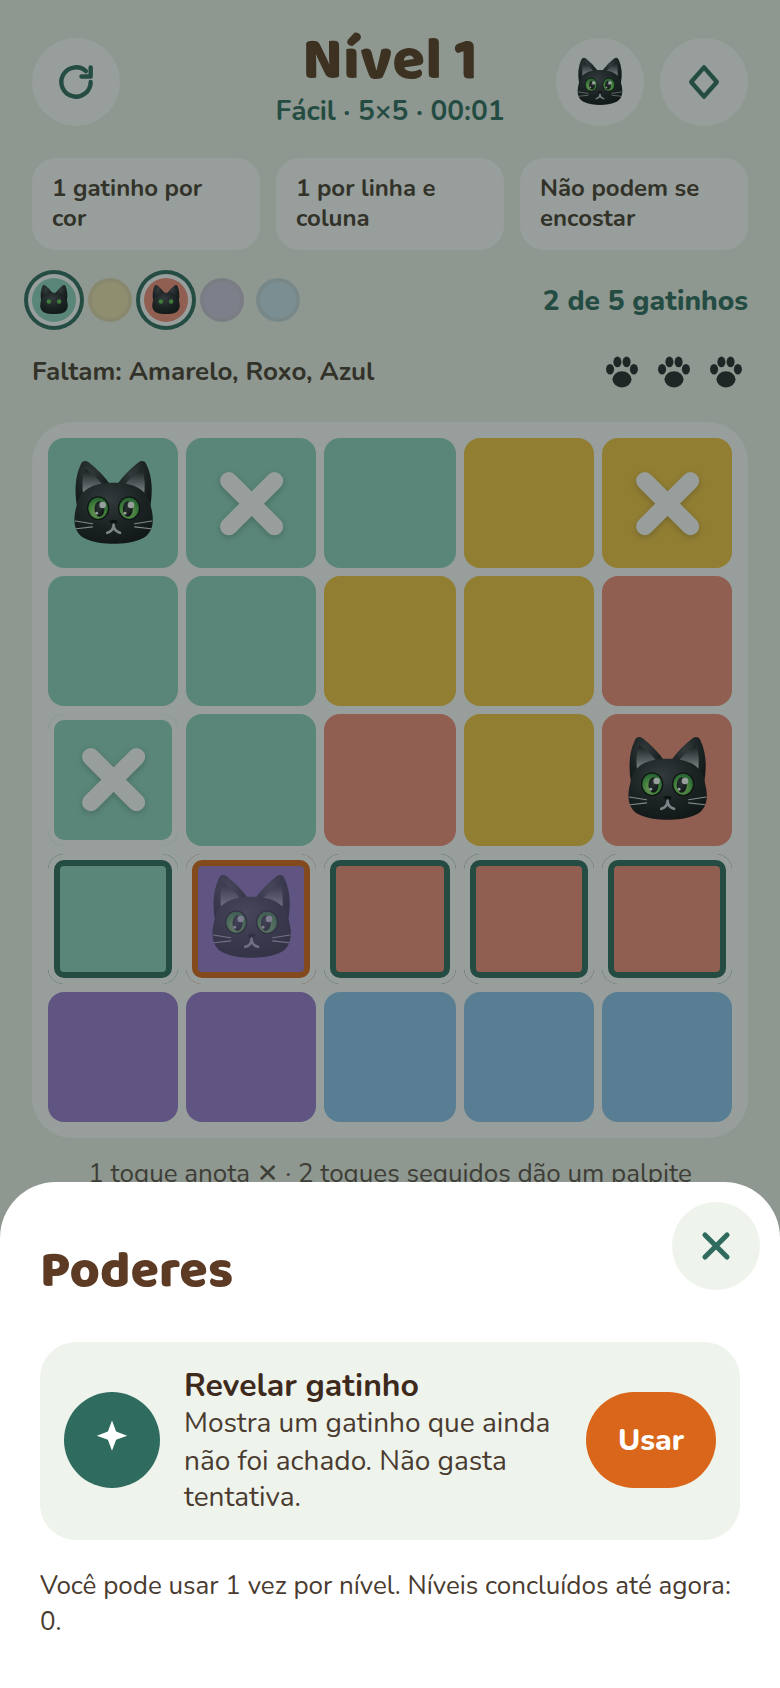 Nível 1
Fácil · 5×5 · 00:01
1 gatinho por
cor
1 por linha e
coluna
Não podem se
encostar
2 de 5 gatinhos
Faltam: Amarelo, Roxo, Azul
1 toque anota ✕ · 2 toques seguidos dão um palpite
Poderes
Revelar gatinho
Mostra um gatinho que ainda
não foi achado. Não gasta
tentativa.
Usar
Você pode usar 1 vez por nível. Níveis concluídos até agora:
0.